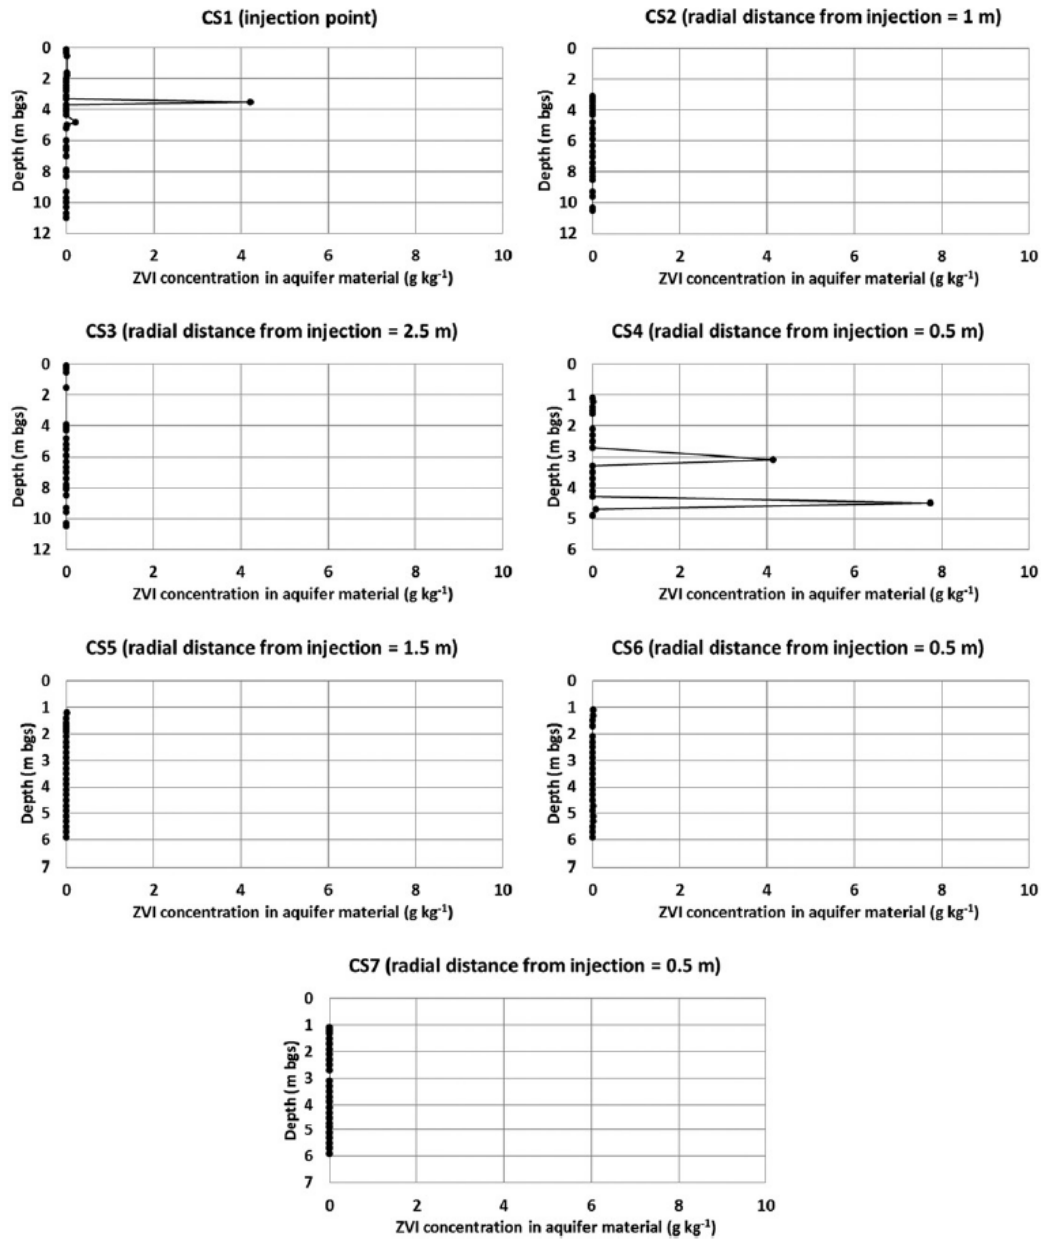 CS1 (injection point)
0
2
4
6
8
10
12
Depth (m bgs)
0 2 4 6 8 10
ZVI concentration in aquifer material (g kg⁻¹)
CS2 (radial distance from injection = 1 m)
0
2
4
6
8
10
12
Depth (m bgs)
0 2 4 6 8 10
ZVI concentration in aquifer material (g kg⁻¹)
CS3 (radial distance from injection = 2.5 m)
0
2
4
6
8
10
12
Depth (m bgs)
0 2 4 6 8 10
ZVI concentration in aquifer material (g kg⁻¹)
CS4 (radial distance from injection = 0.5 m)
0
1
2
3
4
5
6
Depth (m bgs)
0 2 4 6 8 10
ZVI concentration in aquifer material (g kg⁻¹)
CS5 (radial distance from injection = 1.5 m)
0
1
2
3
4
5
6
7
Depth (m bgs)
0 2 4 6 8 10
ZVI concentration in aquifer material (g kg⁻¹)
CS6 (radial distance from injection = 0.5 m)
0
1
2
3
4
5
6
7
Depth (m bgs)
0 2 4 6 8 10
ZVI concentration in aquifer material (g kg⁻¹)
CS7 (radial distance from injection = 0.5 m)
0
1
2
3
4
5
6
7
Depth (m bgs)
0 2 4 6 8 10
ZVI concentration in aquifer material (g kg⁻¹)